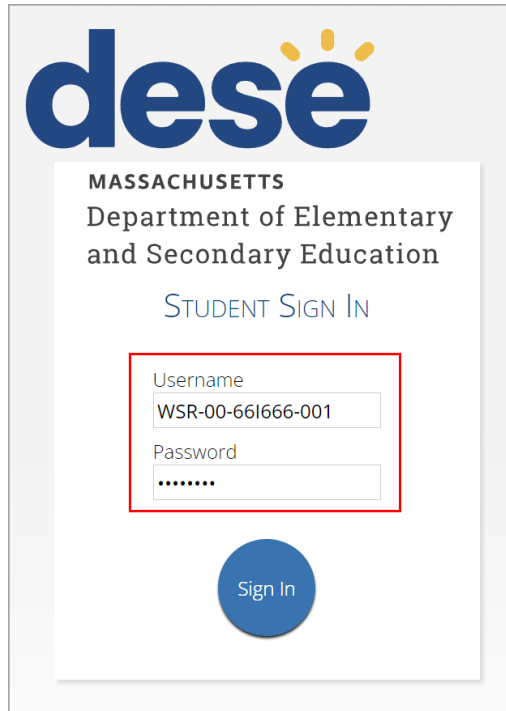 dese
MASSACHUSETTS
Department of Elementary
and Secondary Education
STUDENT SIGN IN
Username
WSR-00-66I666-001
Password
••••••••
Sign In